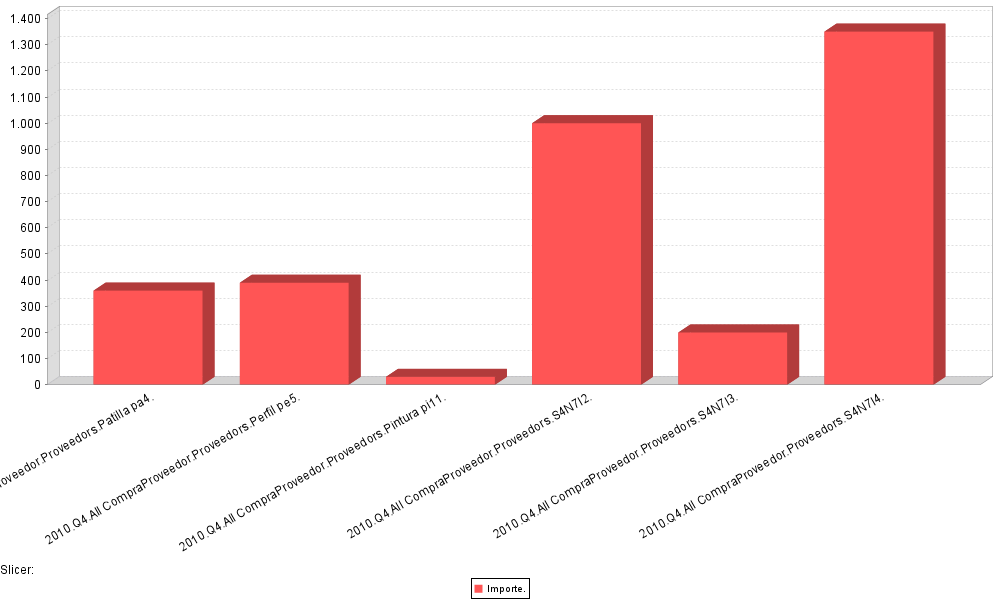 1.400
1.300
1.200
1.100
1.000
900
800
700
600
500
400
300
200
100
0
oveedor.Proveedors.Patilla pa4.
2010.Q4.All CompraProveedor.Proveedors.Perfil pe5.
2010.Q4.All CompraProveedor.Proveedors.Pintura pi11.
2010.Q4.All CompraProveedor.Proveedors.S4N7I2.
2010.Q4.All CompraProveedor.Proveedors.S4N7I3.
2010.Q4.All CompraProveedor.Proveedors.S4N7I4.
Slicer:
Importe.